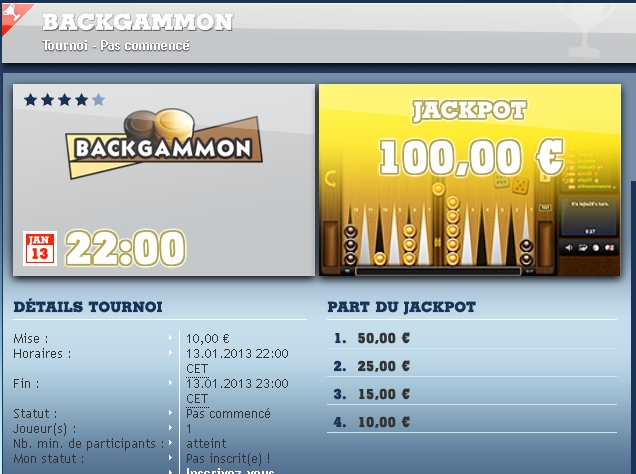 BACKGAMMON
Tournoi - Pas commencé
BACKGAMMON
JAN
13
22:00
JACKPOT
100,00 €
DÉTAILS TOURNOI
Mise :
10,00 €
Horaires :
13.01.2013 22:00
CET
Fin :
13.01.2013 23:00
CET
Statut :
Pas commencé
Joueur(s) :
1
Nb. min. de participants :
atteint
Mon statut :
Pas inscrit(e) !
Inscrivez-vous
PART DU JACKPOT
1. 50,00 €
2. 25,00 €
3. 15,00 €
4. 10,00 €